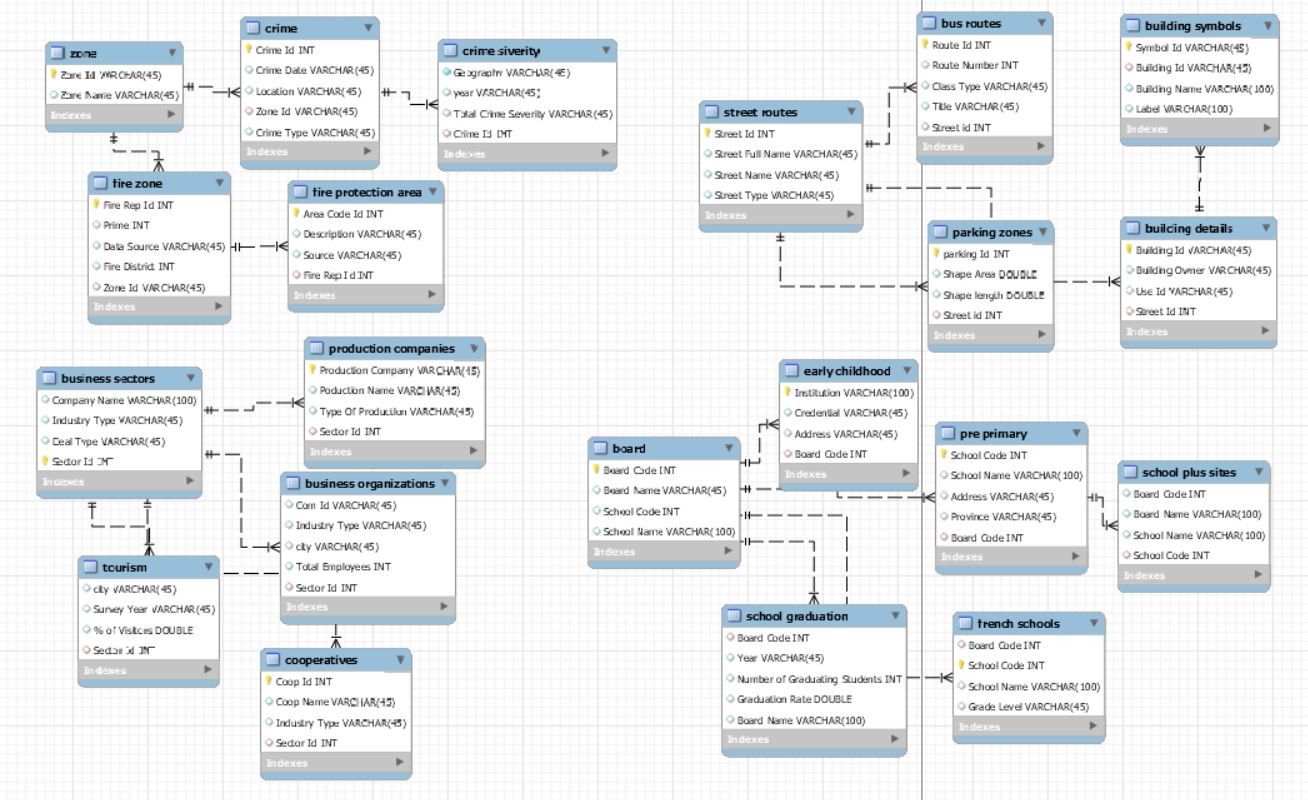 zone
Zone Id VARCHAR(45)
Zone Name VARCHAR(45)
Indexes
crime
Crime Id INT
Crime Date VARCHAR(45)
Location VARCHAR(45)
Zone Id VARCHAR(45)
Crime Type VARCHAR(45)
Indexes
crime siverity
Geography VARCHAR(45)
year VARCHAR(45)
Total Crime Severity VARCHAR(45)
Crime Id INT
Indexes
fire zone
Fire Rep Id INT
Prime INT
Data Source VARCHAR(45)
Fire District INT
Zone Id VARCHAR(45)
Indexes
fire protection area
Area Code Id INT
Description VARCHAR(45)
Source VARCHAR(45)
Fire Rep Id INT
Indexes
street routes
Street Id INT
Street Full Name VARCHAR(45)
Street Name VARCHAR(45)
Street Type VARCHAR(45)
Indexes
bus routes
Route Id INT
Route Number INT
Class Type VARCHAR(45)
Title VARCHAR(45)
Street id INT
Indexes
building symbols
Symbol Id VARCHAR(45)
Building Id VARCHAR(45)
Building Name VARCHAR(100)
Label VARCHAR(100)
Indexes
parking zones
parking Id INT
Shape Area DOUBLE
Shape length DOUBLE
Street id INT
Indexes
building details
Building Id VARCHAR(45)
Building Owner VARCHAR(45)
Use Id VARCHAR(45)
Street Id INT
Indexes
business sectors
Company Name VARCHAR(100)
Industry Type VARCHAR(45)
Deal Type VARCHAR(45)
Sector Id INT
Indexes
production companies
Production Company VARCHAR(45)
Poduction Name VARCHAR(45)
Type Of Production VARCHAR(45)
Sector Id INT
Indexes
business organizations
Com Id VARCHAR(45)
Industry Type VARCHAR(45)
city VARCHAR(45)
Total Employees INT
Sector Id INT
Indexes
tourism
city VARCHAR(45)
Survey Year VARCHAR(45)
% of Visitors DOUBLE
Sector Id INT
Indexes
cooperatives
Coop Id INT
Coop Name VARCHAR(45)
Industry Type VARCHAR(45)
Sector Id INT
Indexes
board
Board Code INT
Board Name VARCHAR(45)
School Code INT
School Name VARCHAR(100)
Indexes
early childhood
Institution VARCHAR(100)
Credential VARCHAR(45)
Address VARCHAR(45)
Board Code INT
Indexes
pre primary
School Code INT
School Name VARCHAR(100)
Address VARCHAR(45)
Province VARCHAR(45)
Board Code INT
Indexes
school plus sites
Board Code INT
Board Name VARCHAR(100)
School Name VARCHAR(100)
School Code INT
Indexes
school graduation
Board Code INT
Year VARCHAR(45)
Number of Graduating Students INT
Graduation Rate DOUBLE
Board Name VARCHAR(100)
Indexes
french schools
Board Code INT
School Code INT
School Name VARCHAR(100)
Grade Level VARCHAR(45)
Indexes